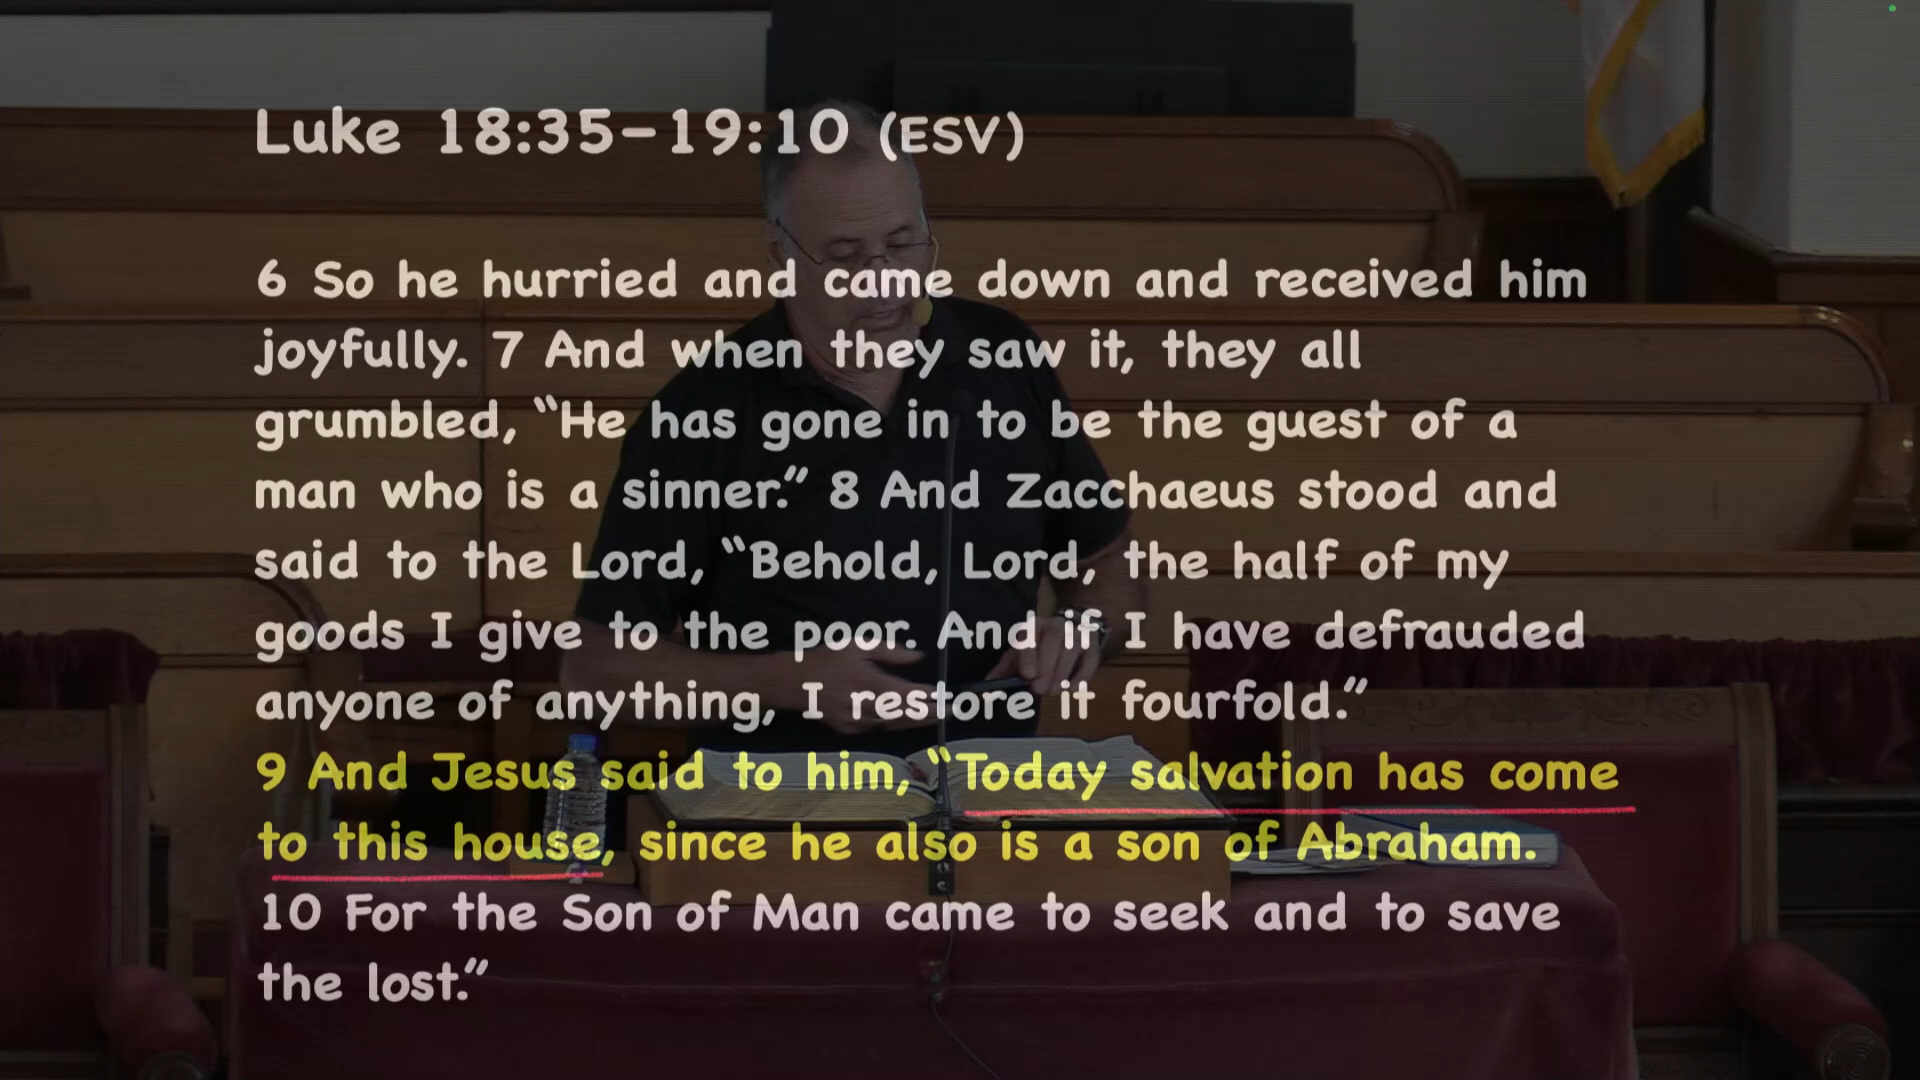 Luke 18:35–19:10 (ESV)
6 So he hurried and came down and received him
joyfully. 7 And when they saw it, they all
grumbled, “He has gone in to be the guest of a
man who is a sinner.” 8 And Zacchaeus stood and
said to the Lord, “Behold, Lord, the half of my
goods I give to the poor. And if I have defrauded
anyone of anything, I restore it fourfold.”
9 And Jesus said to him, “Today salvation has come
to this house, since he also is a son of Abraham.
10 For the Son of Man came to seek and to save
the lost.”